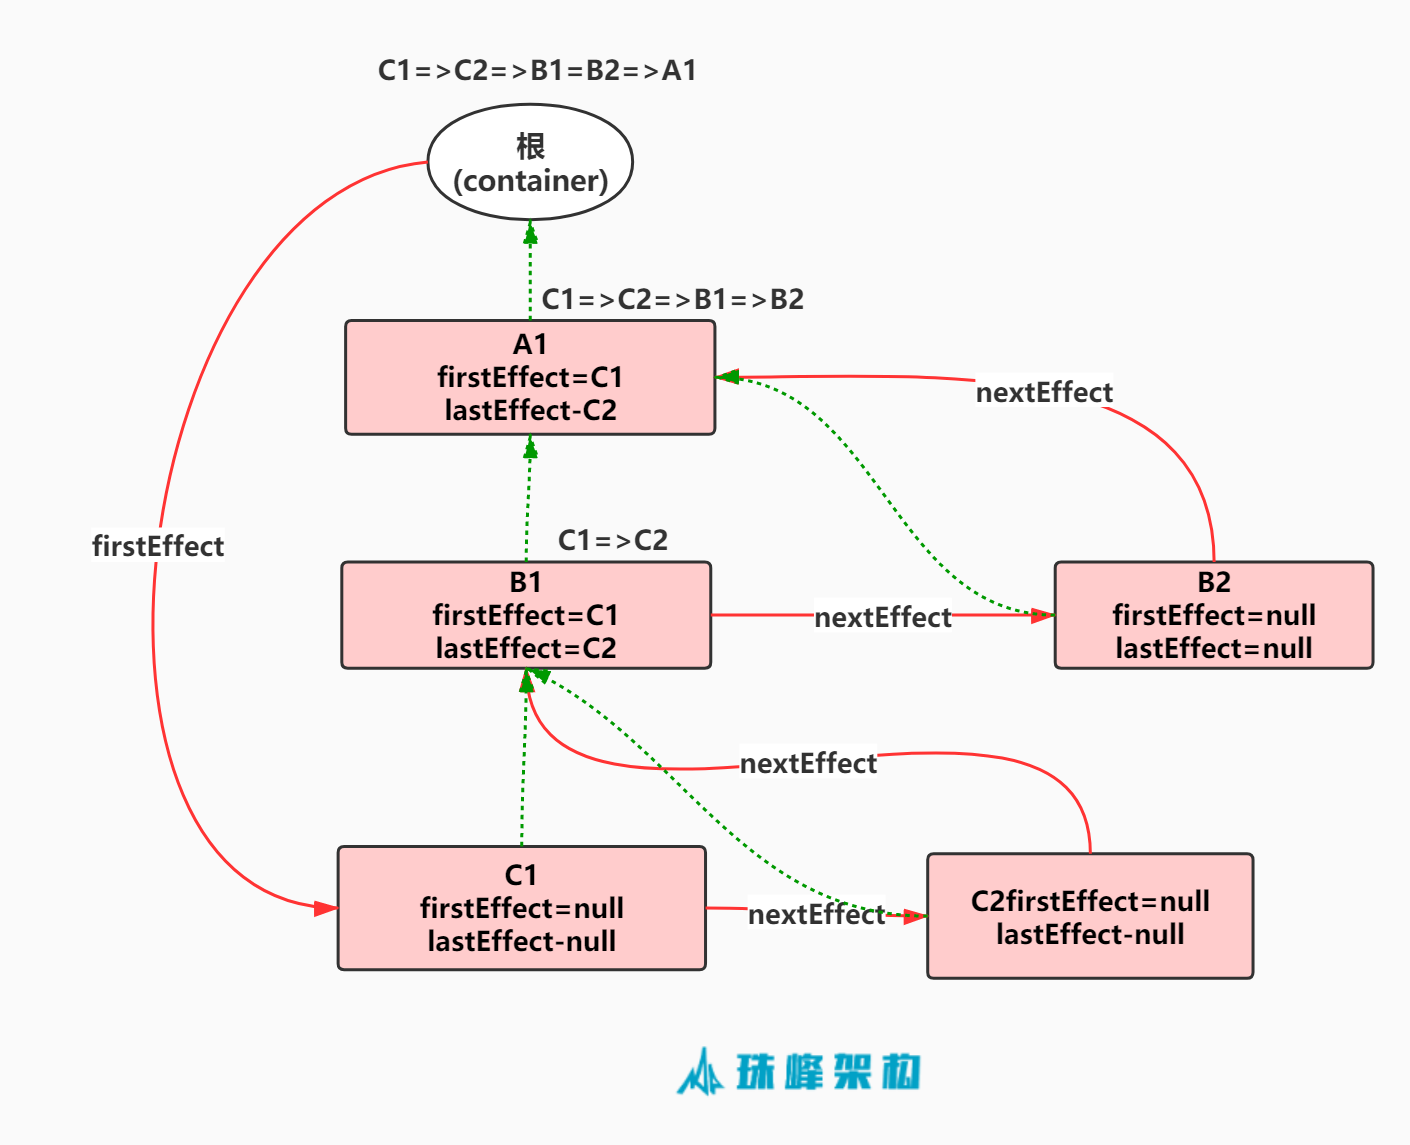 C1=>C2=>B1=B2=>A1
根
(container)
C1=>C2=>B1=>B2
A1
firstEffect=C1
lastEffect-C2
nextEffect
firstEffect
C1=>C2
B1
firstEffect=C1
lastEffect=C2
nextEffect
B2
firstEffect=null
lastEffect=null
nextEffect
C1
firstEffect=null
lastEffect-null
nextEffect
C2firstEffect=null
lastEffect-null
珠峰架构